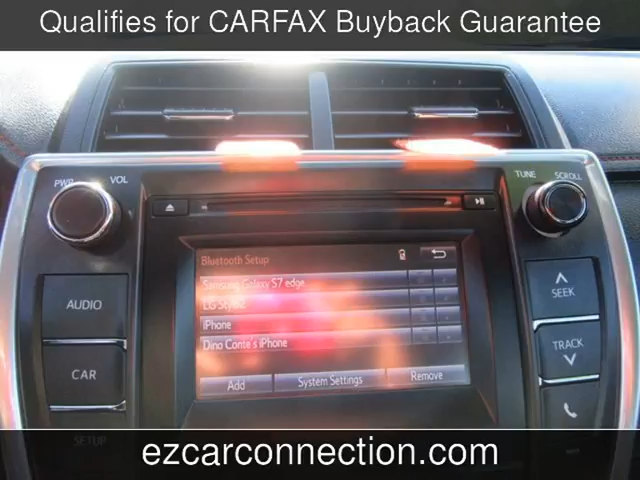 Qualifies for CARFAX Buyback Guarantee
PWR VOL
TUNE SCROLL
Bluetooth Setup
Samsung Galaxy S7 edge
LG Stylo2
iPhone
Dino Conte's iPhone
Add System Settings Remove
AUDIO
CAR
SETUP
SEEK
TRACK
ezcarconnection.com